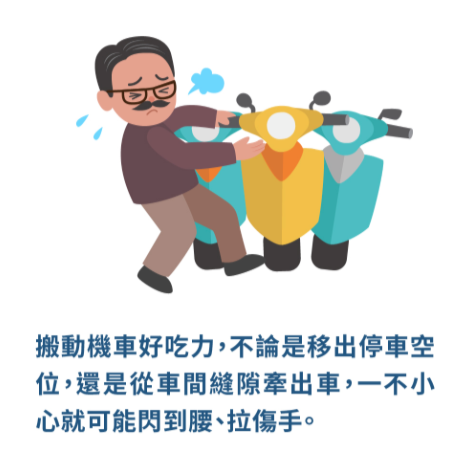 搬動機車好吃力，不論是移出停車空
位，還是從車間縫隙牽出車，一不小
心就可能閃到腰、拉傷手。